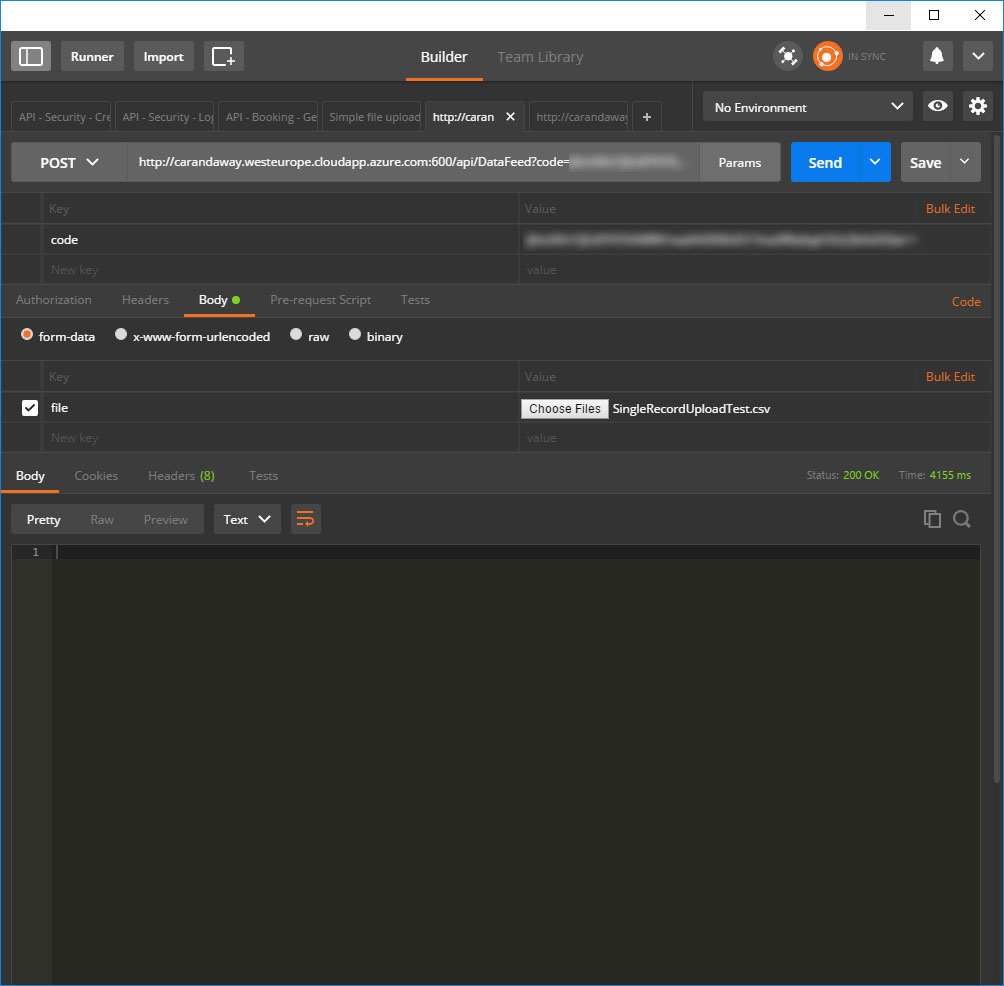 Runner Import Builder Team Library IN SYNC
API - Security - Cre API - Security - Log API - Booking - Ge Simple file upload http://caran http://carandaway + No Environment
POST http://carandaway.westeurope.cloudapp.azure.com:600/api/DataFeed?code= Params Send Save
Key Value Bulk Edit
code
New key value
Authorization Headers Body Pre-request Script Tests Code
form-data x-www-form-urlencoded raw binary
Key Value Bulk Edit
file Choose Files SingleRecordUploadTest.csv
New key value
Body Cookies Headers (8) Tests Status: 200 OK Time: 4155 ms
Pretty Raw Preview Text
1